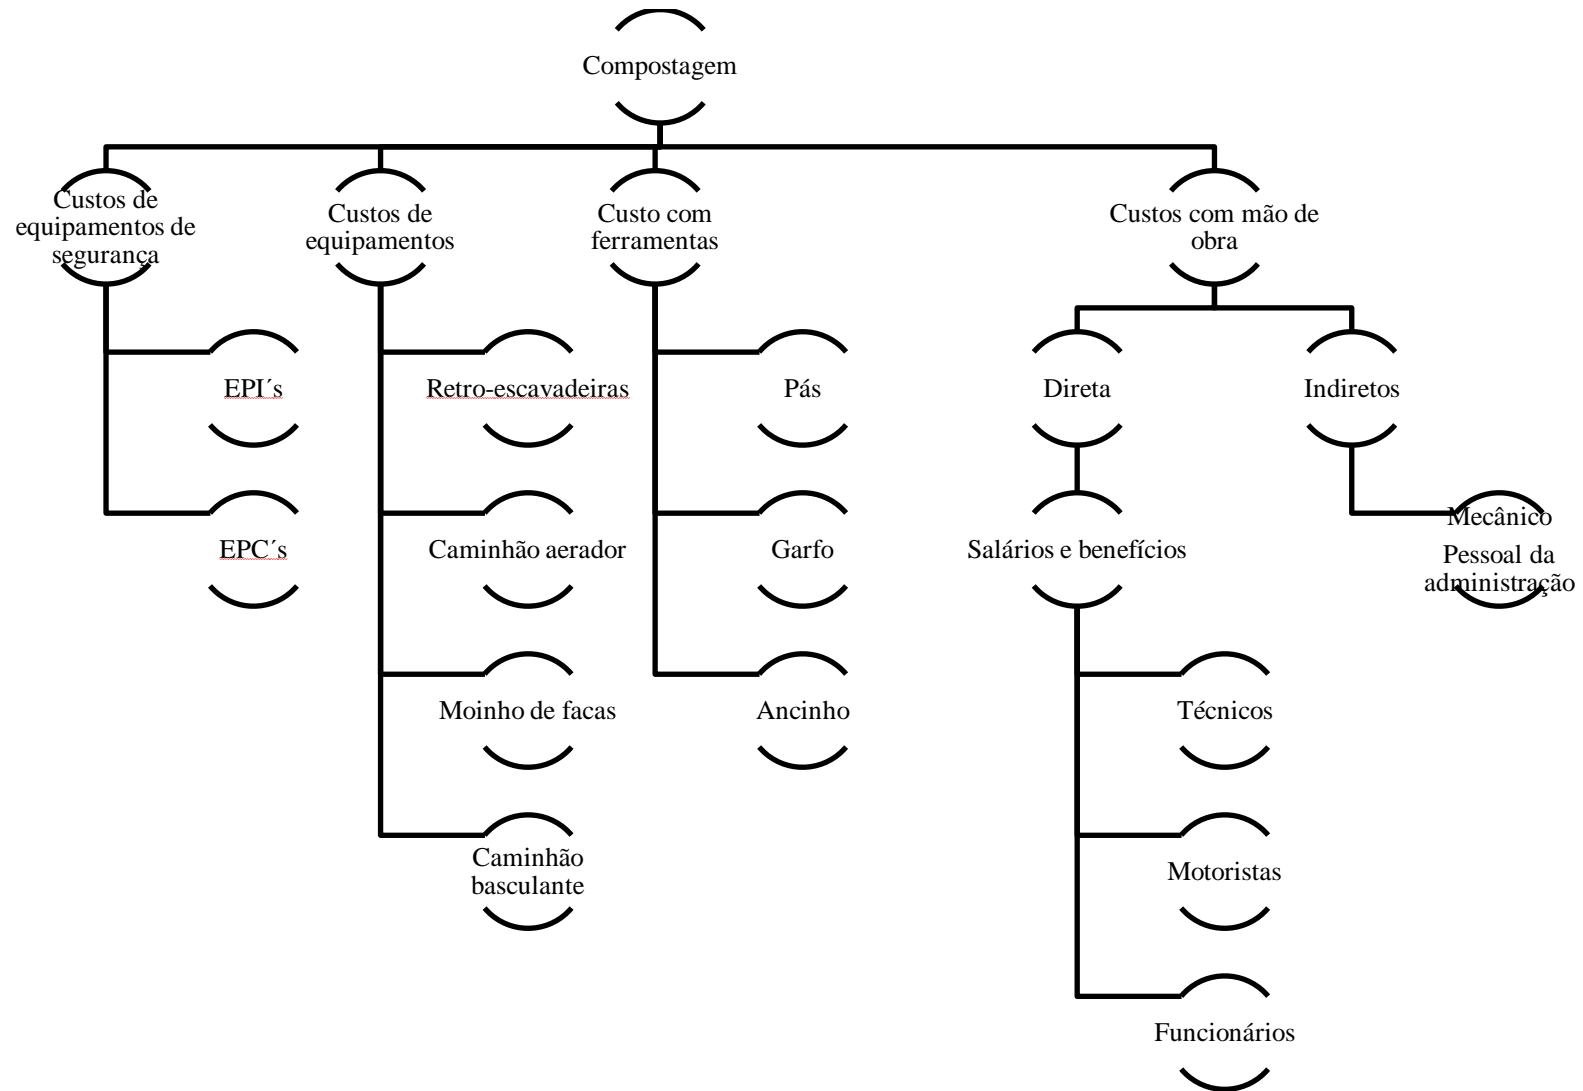 Compostagem
Custos de
equipamentos de
segurança
Custos de
equipamentos
Custo com
ferramentas
Custos com mão de
obra
EPI´s
Retro-escavadeiras
Pás
Direta
Indiretos
EPC´s
Caminhão aerador
Garfo
Salários e benefícios
Mecânico
Pessoal da
administração
Moinho de facas
Ancinho
Técnicos
Caminhão
basculante
Motoristas
Funcionários